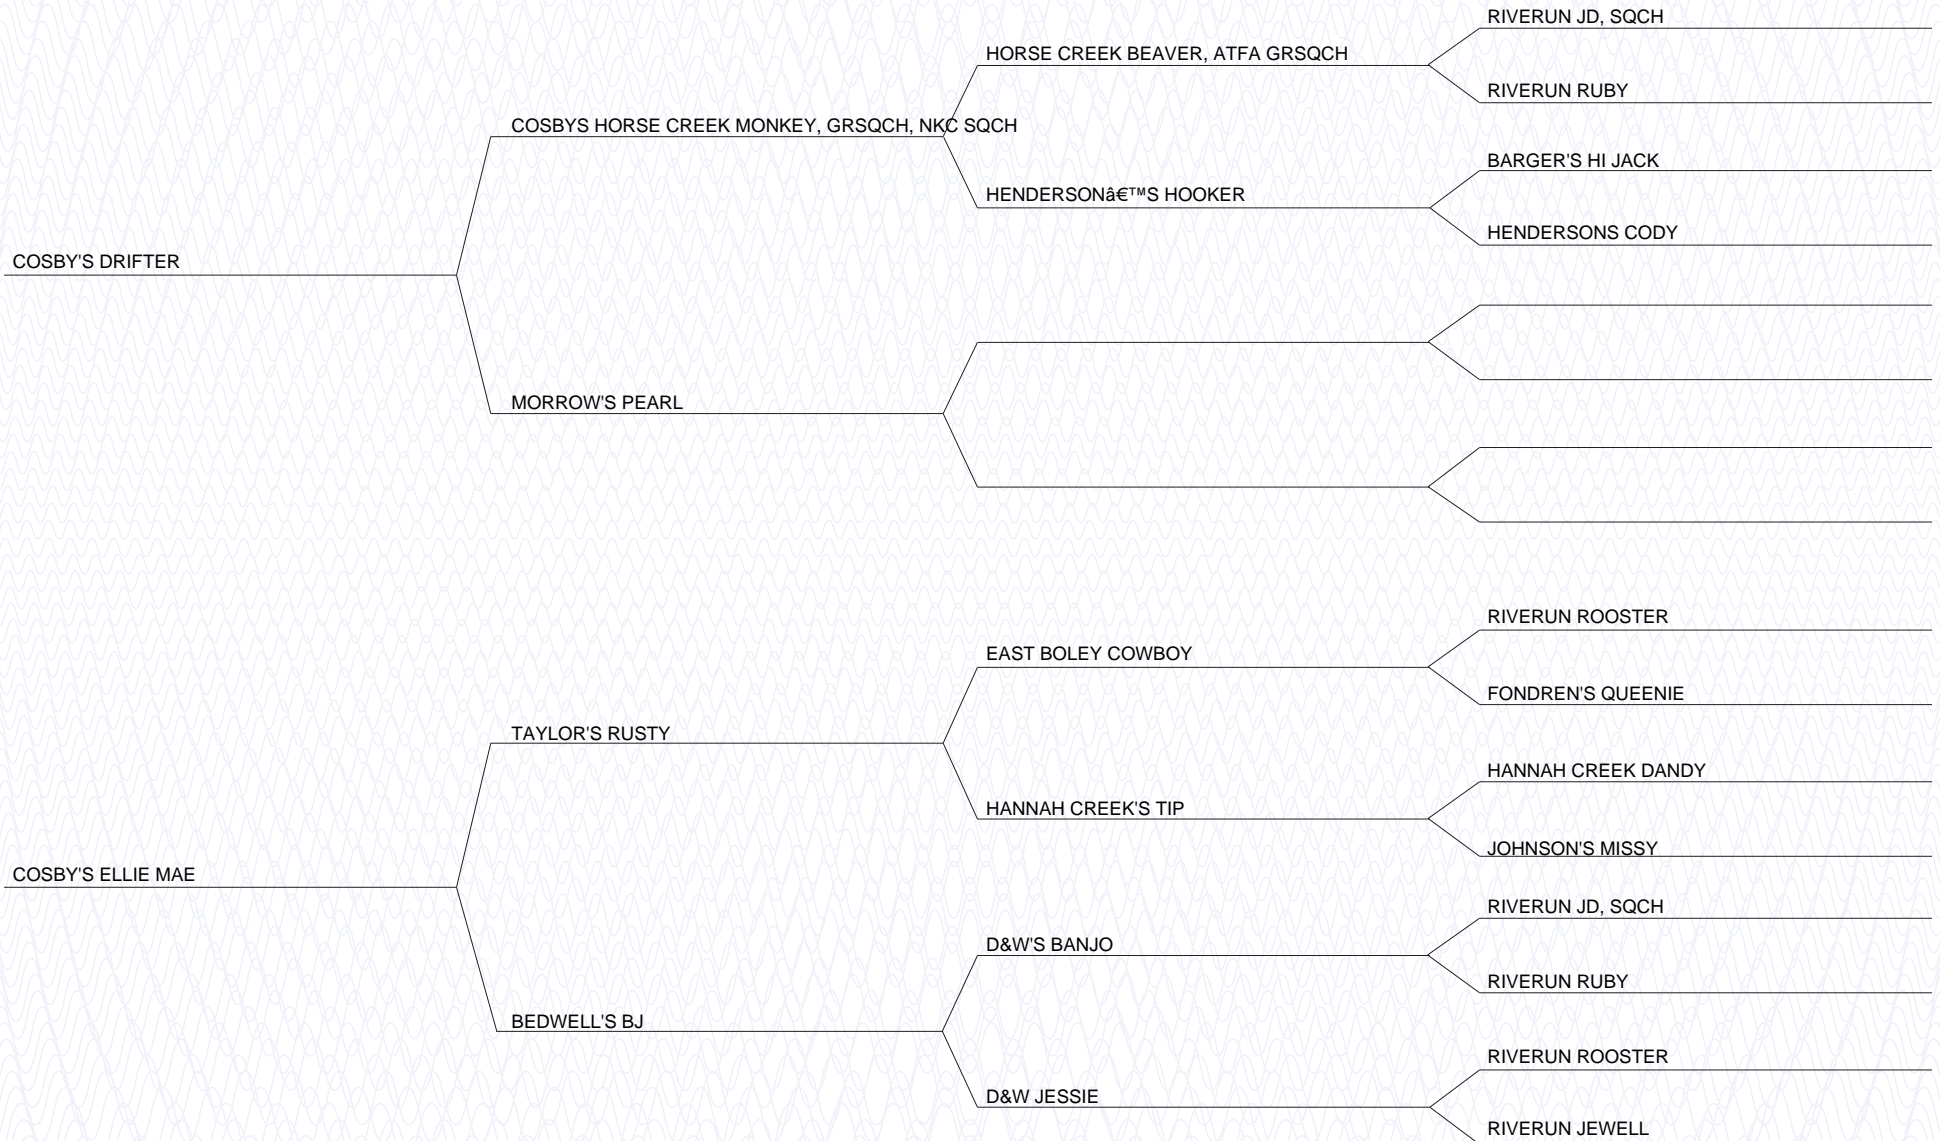 RIVERUN JD, SQCH
HORSE CREEK BEAVER, ATFA GRSQCH
RIVERUN RUBY
COSBYS HORSE CREEK MONKEY, GRSQCH, NKC SQCH
BARGER'S HI JACK
HENDERSONâ€™S HOOKER
HENDERSONS CODY
COSBY'S DRIFTER
MORROW'S PEARL
RIVERUN ROOSTER
EAST BOLEY COWBOY
FONDREN'S QUEENIE
TAYLOR'S RUSTY
HANNAH CREEK DANDY
HANNAH CREEK'S TIP
JOHNSON'S MISSY
COSBY'S ELLIE MAE
RIVERUN JD, SQCH
D&W'S BANJO
RIVERUN RUBY
BEDWELL'S BJ
RIVERUN ROOSTER
D&W JESSIE
RIVERUN JEWELL